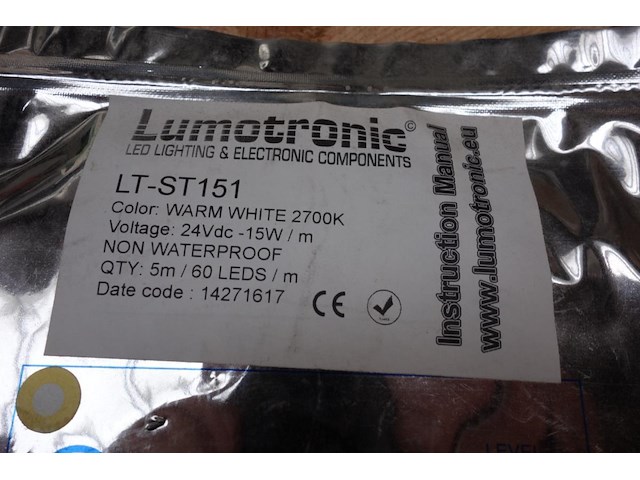 Lumotronic©
LED LIGHTING & ELECTRONIC COMPONENTS
LT-ST151
Color: WARM WHITE 2700K
Voltage: 24Vdc -15W / m
NON WATERPROOF
QTY: 5m / 60 LEDS / m
Date code : 14271617
CE
Instruction Manual
www.lumotronic.eu